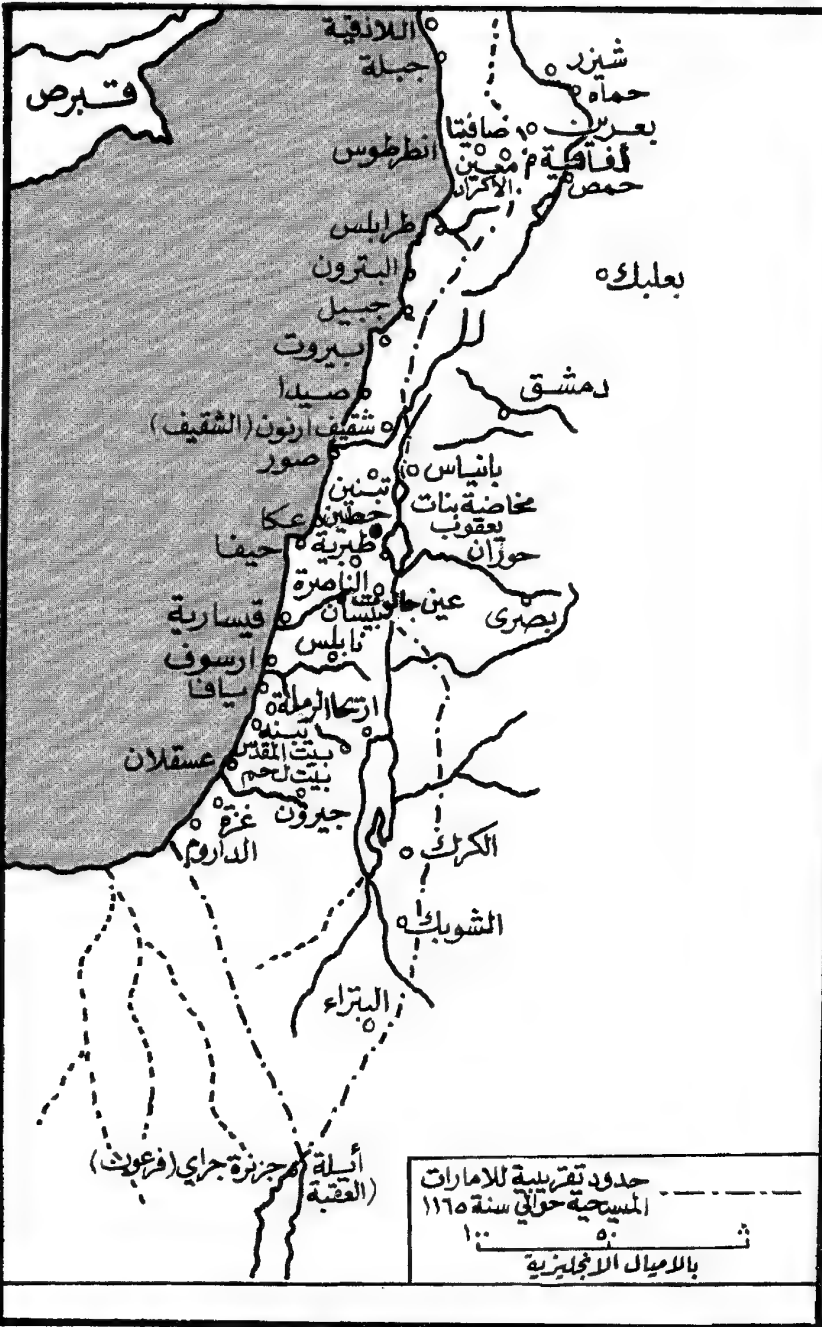 اللاذقية
جبلة
قبرص
شيزر
حماه
بعرين
صافيتا
انطرطوس
معين
الأكراد
حمص
طرابلس
البترون
بعلبك
جبيل
بيروت
صيدا
دمشق
شقيف ارنون (الشقيف)
صور
بانياس
تبنين
مخاضة بنات
يعقوب
حطين
عكا
حيفا
طبرية
حوران
الناصرة
عين جالوت
بيسان
بصرى
قيسارية
نابلس
ارسوف
يافا
الرملة
اريحا
يبنه
بيت المقدس
بيت لحم
عسقلان
جيرون
غزة
الداروم
الكرك
الشوبك
البتراء
أيلة
(العقبة
جزيرة جراي (فرعون)
حدود تقريبية للامارات
المسيحية حوالي سنة ١١٦٥
١٠٠ ٥٠
بالاميال الانجليزية